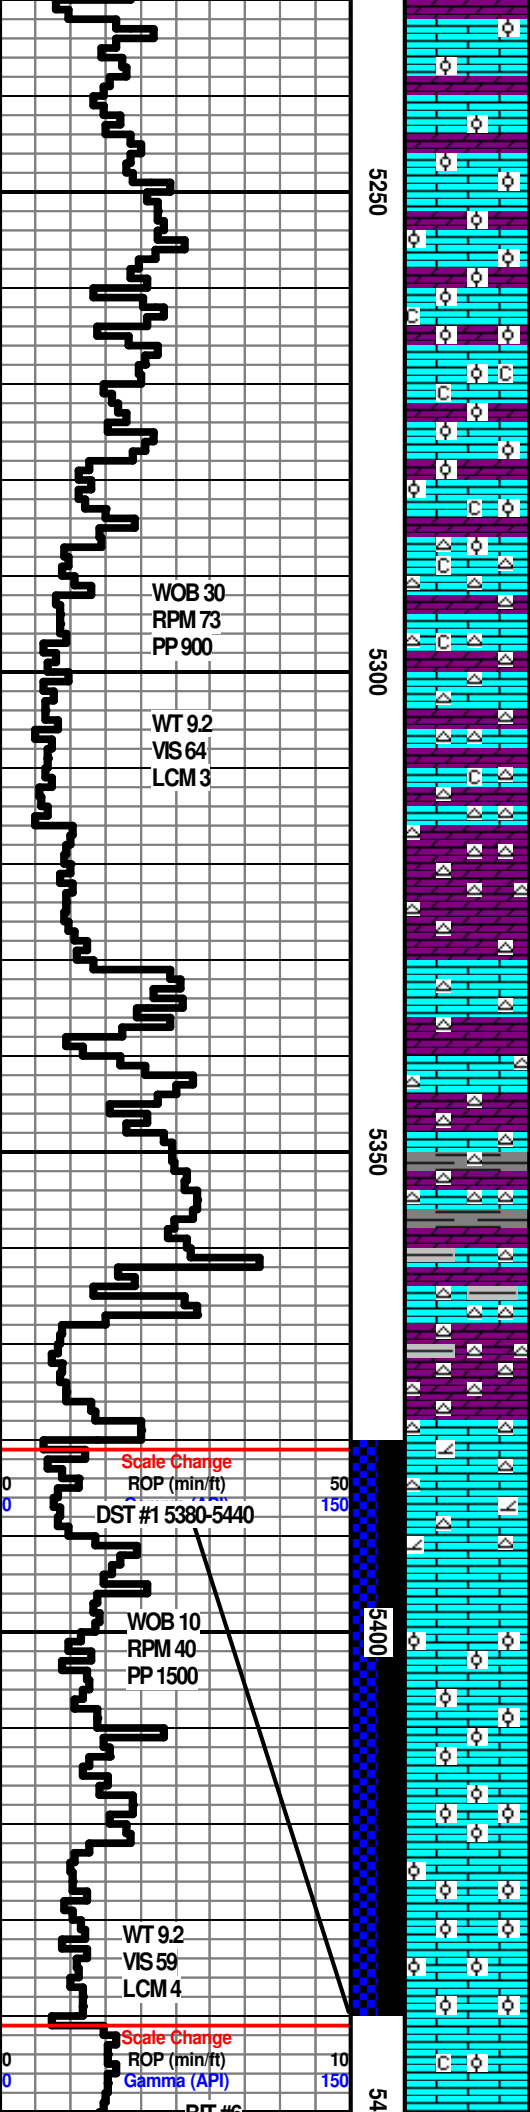 5250
WOB 30
RPM 73
PP 900
5300
WT 9.2
VIS 64
LCM 3
5350
Scale Change
0 ROP (min/ft) 50
0 Gamma (API) 150
DST #1 5380-5440
5400
WOB 10
RPM 40
PP 1500
WT 9.2
VIS 59
LCM 4
Scale Change
0 ROP (min/ft) 10
0 Gamma (API) 150
C
C
C
C
C
C
C
C